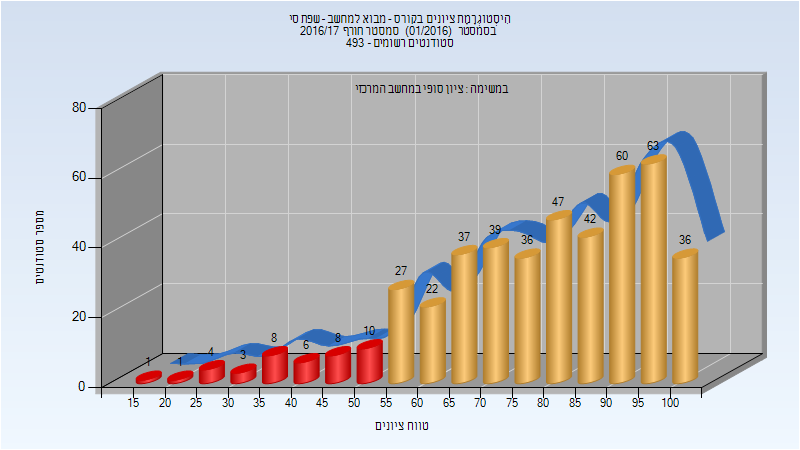 היסטוגרמת ציונים בקורס - מבוא למחשב - שפת סי
בסמסטר (01/2016) סמסטר חורף 2016/17
סטודנטים רשומים - 493
במשימה : ציון סופי במחשב המרכזי
80
60
40
20
0
מספר סטודנטים
1 1 4 3 8 6 8 10 27 22 37 39 36 47 42 60 63 36
15 20 25 30 35 40 45 50 55 60 65 70 75 80 85 90 95 100
טווח ציונים